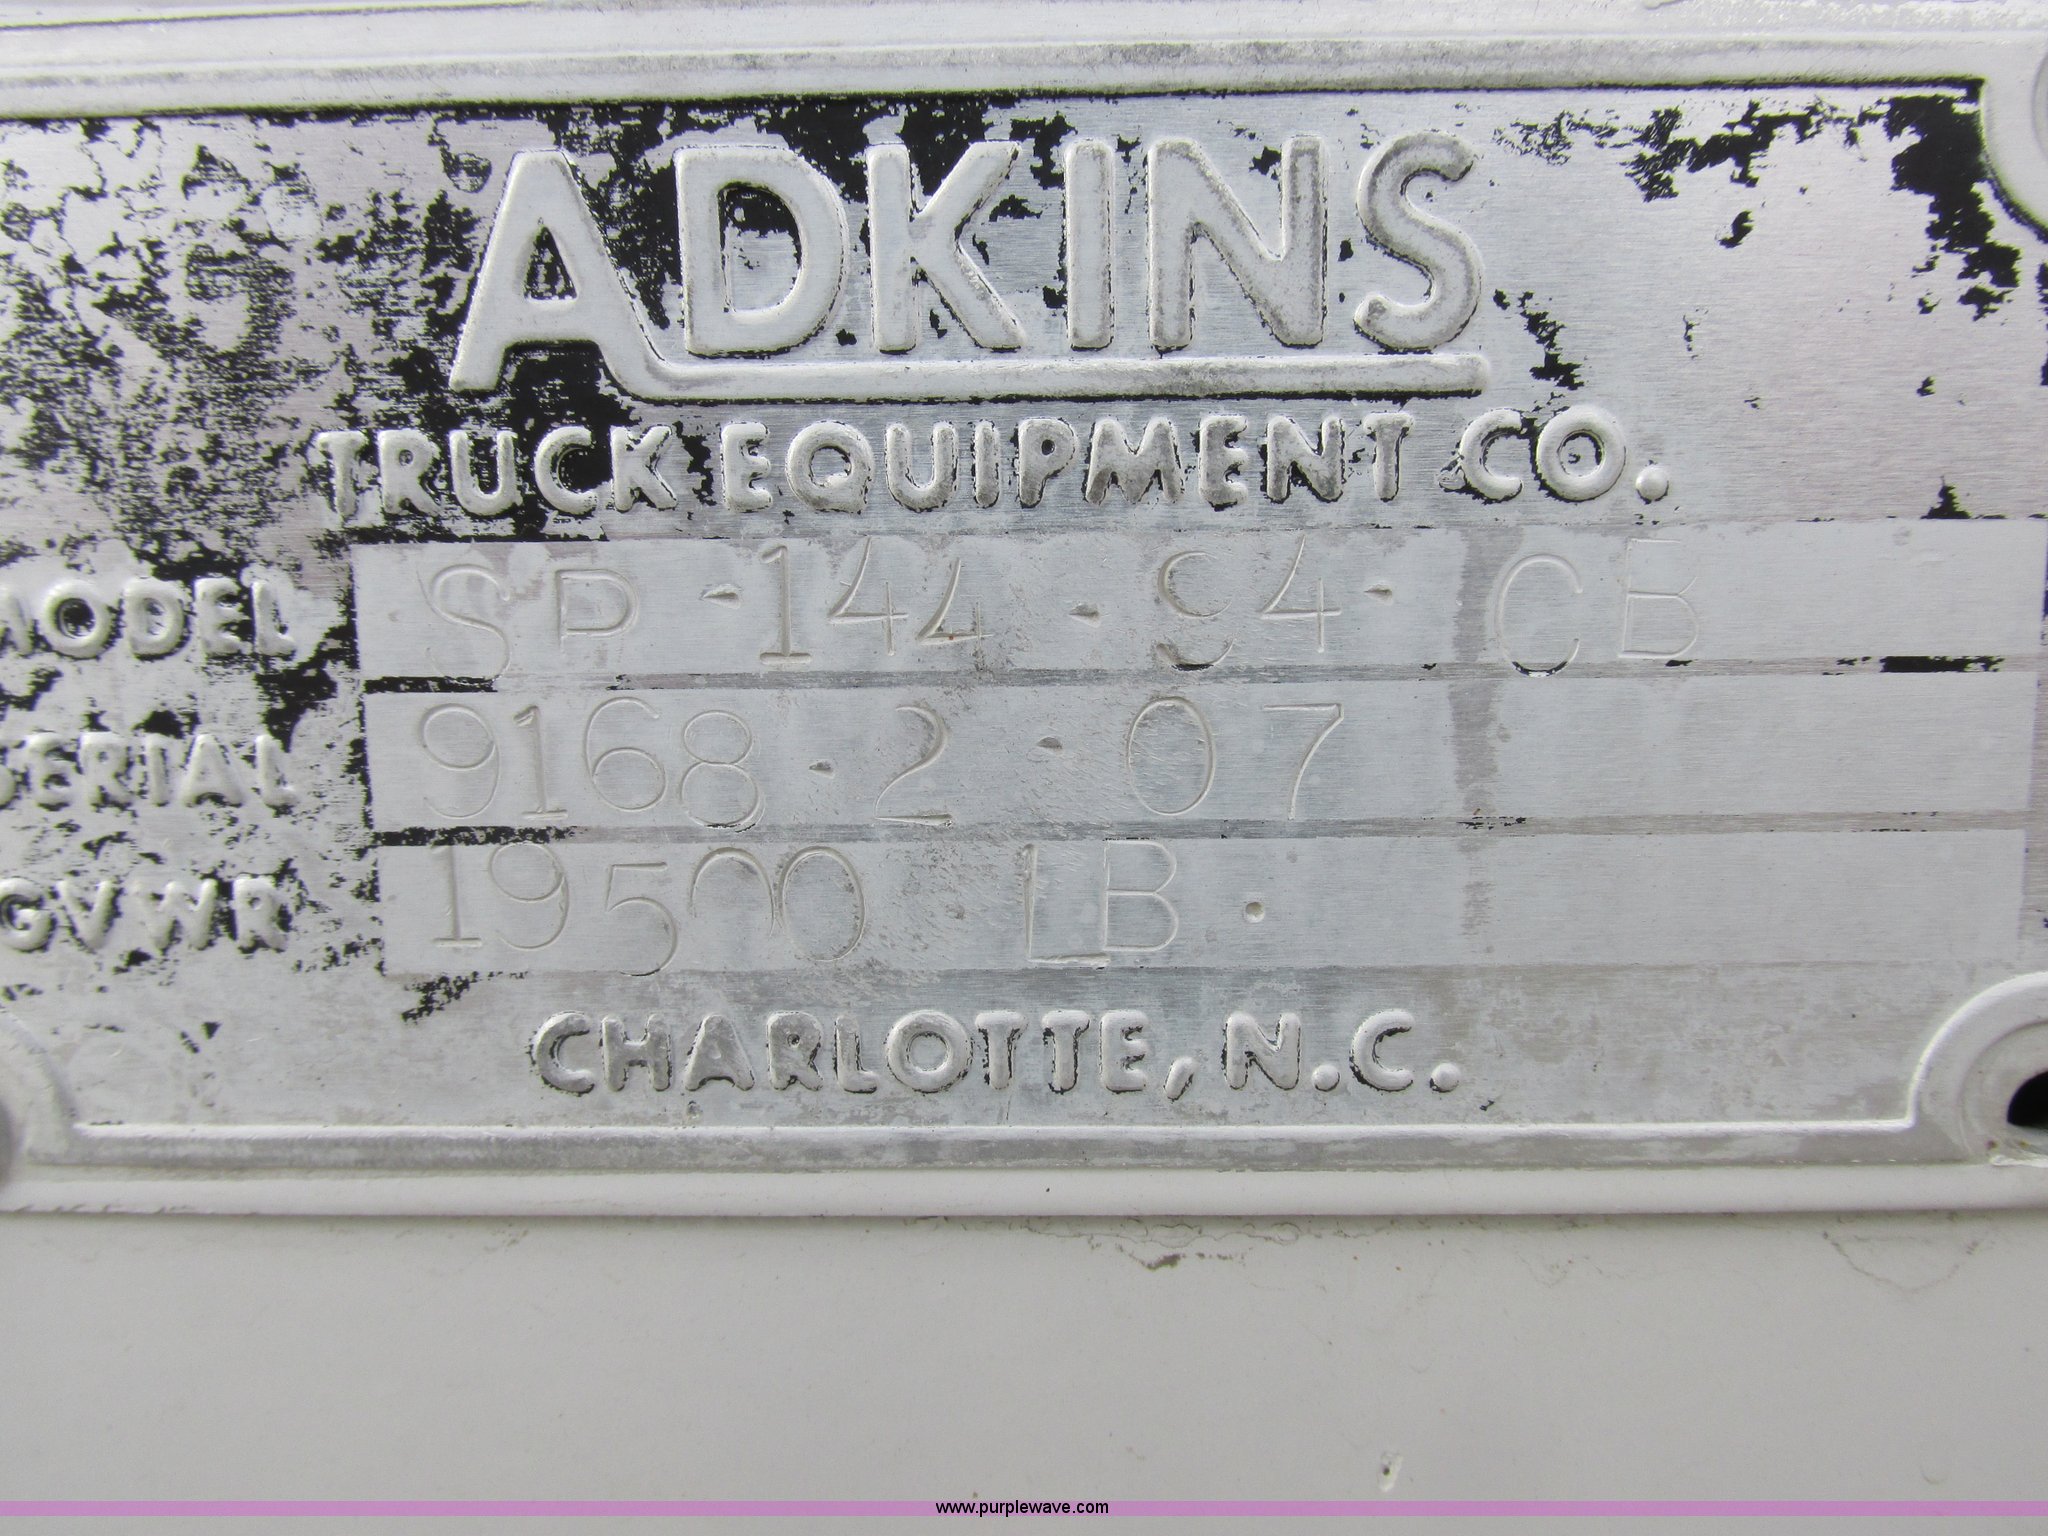 ADKINS
TRUCK EQUIPMENT CO.
MODEL SP-144-94-CB
SERIAL 9168-2-07
GVWR 19500 LB.
CHARLOTTE, N.C.
www.purplewave.com